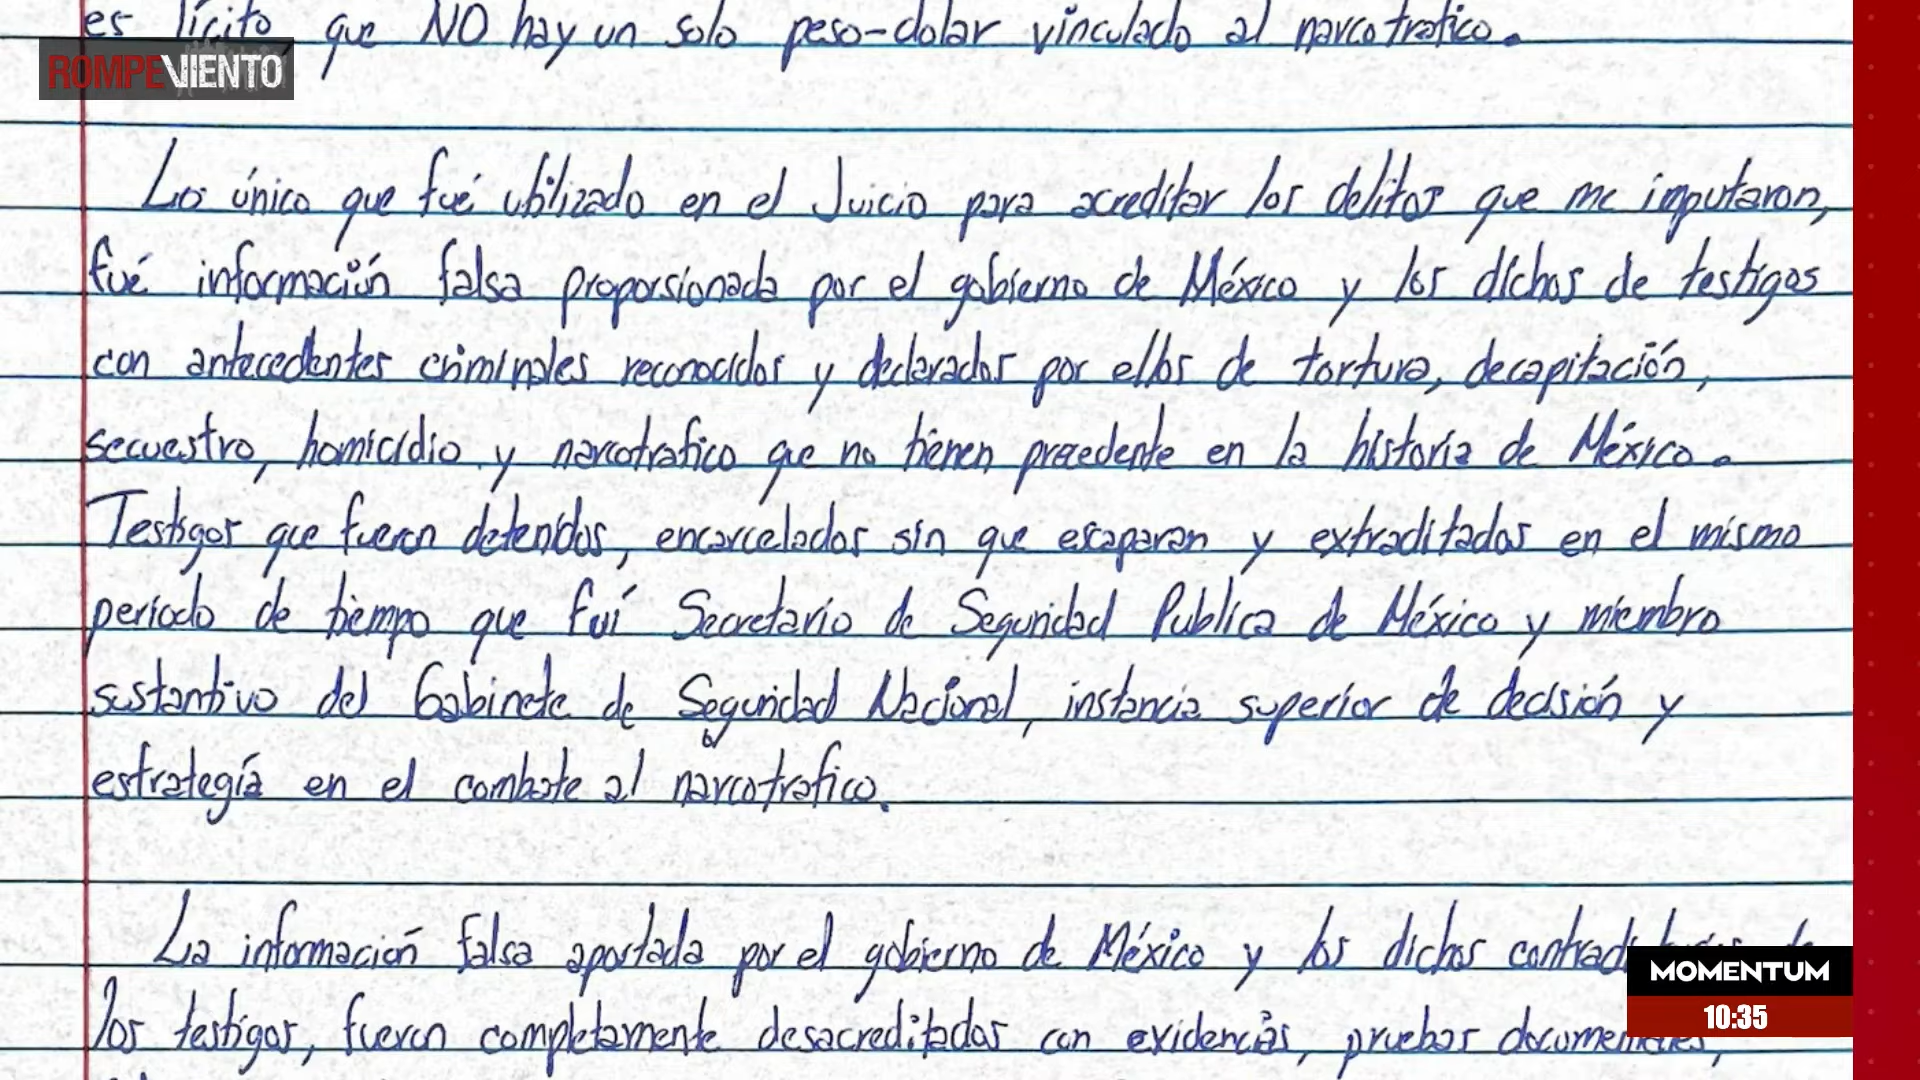 es lícito que NO hay un solo peso-dolar vinculado al narcotrafico.
ROMPEVIENTO
Lo único que fué utilizado en el Juicio para acreditar los delitos que me imputaron,
fué información falsa proporsionada por el gobierno de México y los dichos de testigos
con antecedentes criminales reconocidos y declarados por ellos de tortura, decapitación,
secuestro, homicidio y narcotrafico que no tienen precedente en la historia de México.
Testigos que fueron detenidos, encarcelados sin que escaparan y extraditados en el mismo
periodo de tiempo que fuí Secretario de Seguridad Publica de México y miembro
sustantivo del Gabinete de Seguridad Nacional, instancia superior de decisión y
estrategía en el combate al narcotrafico.
La información falsa aportada por el gobierno de México y los dichos
los testigos, fueron completamente desacreditados con evidencias, pruebas
MOMENTUM
10:35